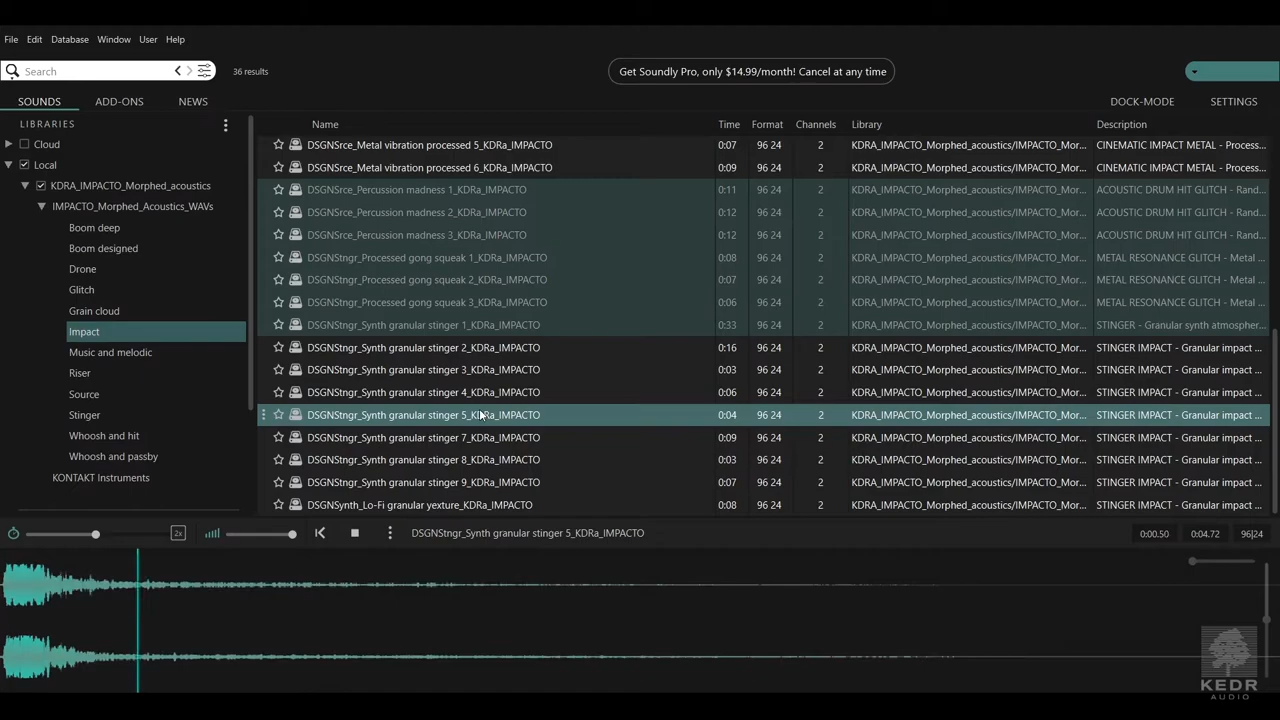 File Edit Database Window User Help
Search
36 results
Get Soundly Pro, only $14.99/month! Cancel at any time
SOUNDS ADD-ONS NEWS
DOCK-MODE SETTINGS
LIBRARIES
Cloud
Local
KDRA_IMPACTO_Morphed_acoustics
IMPACTO_Morphed_Acoustics_WAVs
Boom deep
Boom designed
Drone
Glitch
Grain cloud
Impact
Music and melodic
Riser
Source
Stinger
Whoosh and hit
Whoosh and passby
KONTAKT Instruments
Name Time Format Channels Library Description
DSGNSrce_Metal vibration processed 5_KDRa_IMPACTO 0:07 96 24 2 KDRA_IMPACTO_Morphed_acoustics/IMPACTO_Mor... CINEMATIC IMPACT METAL - Process...
DSGNSrce_Metal vibration processed 6_KDRa_IMPACTO 0:09 96 24 2 KDRA_IMPACTO_Morphed_acoustics/IMPACTO_Mor... CINEMATIC IMPACT METAL - Process...
DSGNSrce_Percussion madness 1_KDRa_IMPACTO 0:11 96 24 2 KDRA_IMPACTO_Morphed_acoustics/IMPACTO_Mor... ACOUSTIC DRUM HIT GLITCH - Rand...
DSGNSrce_Percussion madness 2_KDRa_IMPACTO 0:12 96 24 2 KDRA_IMPACTO_Morphed_acoustics/IMPACTO_Mor... ACOUSTIC DRUM HIT GLITCH - Rand...
DSGNSrce_Percussion madness 3_KDRa_IMPACTO 0:12 96 24 2 KDRA_IMPACTO_Morphed_acoustics/IMPACTO_Mor... ACOUSTIC DRUM HIT GLITCH - Rand...
DSGNStngr_Processed gong squeak 1_KDRa_IMPACTO 0:08 96 24 2 KDRA_IMPACTO_Morphed_acoustics/IMPACTO_Mor... METAL RESONANCE GLITCH - Metal ...
DSGNStngr_Processed gong squeak 2_KDRa_IMPACTO 0:07 96 24 2 KDRA_IMPACTO_Morphed_acoustics/IMPACTO_Mor... METAL RESONANCE GLITCH - Metal ...
DSGNStngr_Processed gong squeak 3_KDRa_IMPACTO 0:06 96 24 2 KDRA_IMPACTO_Morphed_acoustics/IMPACTO_Mor... METAL RESONANCE GLITCH - Metal ...
DSGNStngr_Synth granular stinger 1_KDRa_IMPACTO 0:33 96 24 2 KDRA_IMPACTO_Morphed_acoustics/IMPACTO_Mor... STINGER - Granular synth atmospher...
DSGNStngr_Synth granular stinger 2_KDRa_IMPACTO 0:16 96 24 2 KDRA_IMPACTO_Morphed_acoustics/IMPACTO_Mor... STINGER IMPACT - Granular impact ...
DSGNStngr_Synth granular stinger 3_KDRa_IMPACTO 0:03 96 24 2 KDRA_IMPACTO_Morphed_acoustics/IMPACTO_Mor... STINGER IMPACT - Granular impact ...
DSGNStngr_Synth granular stinger 4_KDRa_IMPACTO 0:06 96 24 2 KDRA_IMPACTO_Morphed_acoustics/IMPACTO_Mor... STINGER IMPACT - Granular impact ...
DSGNStngr_Synth granular stinger 5_KDRa_IMPACTO 0:04 96 24 2 KDRA_IMPACTO_Morphed_acoustics/IMPACTO_Mor... STINGER IMPACT - Granular impact ...
DSGNStngr_Synth granular stinger 7_KDRa_IMPACTO 0:09 96 24 2 KDRA_IMPACTO_Morphed_acoustics/IMPACTO_Mor... STINGER IMPACT - Granular impact ...
DSGNStngr_Synth granular stinger 8_KDRa_IMPACTO 0:03 96 24 2 KDRA_IMPACTO_Morphed_acoustics/IMPACTO_Mor... STINGER IMPACT - Granular impact ...
DSGNStngr_Synth granular stinger 9_KDRa_IMPACTO 0:07 96 24 2 KDRA_IMPACTO_Morphed_acoustics/IMPACTO_Mor... STINGER IMPACT - Granular impact ...
DSGNSynth_Lo-Fi granular yexture_KDRa_IMPACTO 0:08 96 24 2 KDRA_IMPACTO_Morphed_acoustics/IMPACTO_Mor... STINGER IMPACT - Granular impact ...
2x DSGNStngr_Synth granular stinger 5_KDRa_IMPACTO 0:00.50 0:04.72 96|24
KEDR
AUDIO